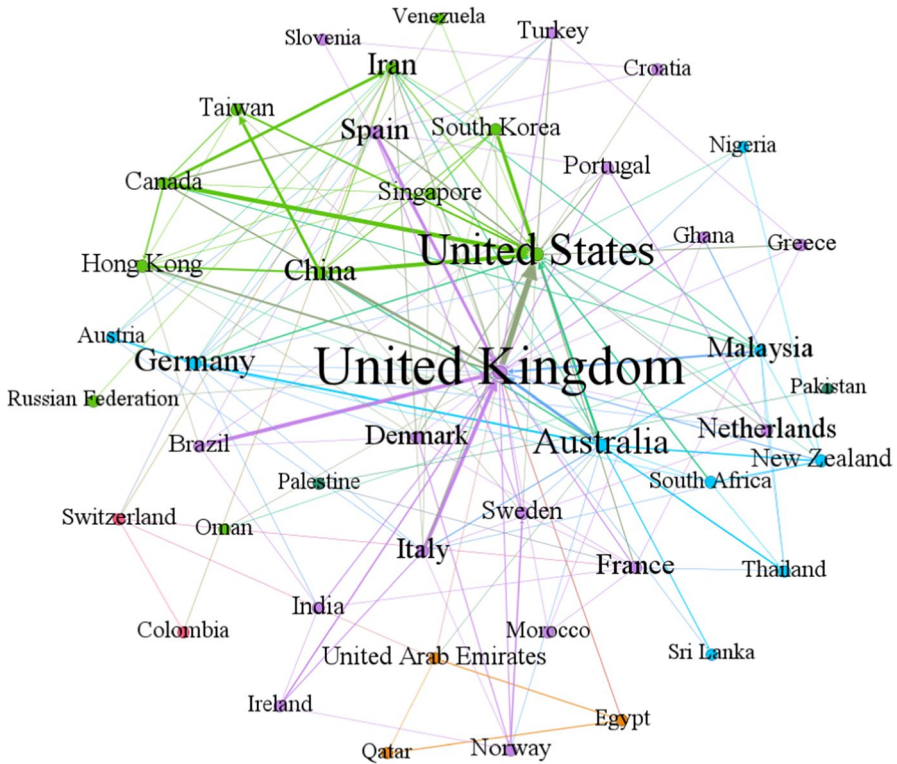 Venezuela
Slovenia
Turkey
Iran
Croatia
Taiwan
Spain
South Korea
Nigeria
Portugal
Canada
Singapore
Ghana
Greece
United States
Hong Kong
China
Austria
Germany
Malaysia
United Kingdom
Russian Federation
Pakistan
Brazil
Denmark
Australia
Netherlands
New Zealand
Palestine
South Africa
Switzerland
Oman
Sweden
Italy
France
Thailand
India
Colombia
Morocco
United Arab Emirates
Sri Lanka
Ireland
Egypt
Qatar
Norway